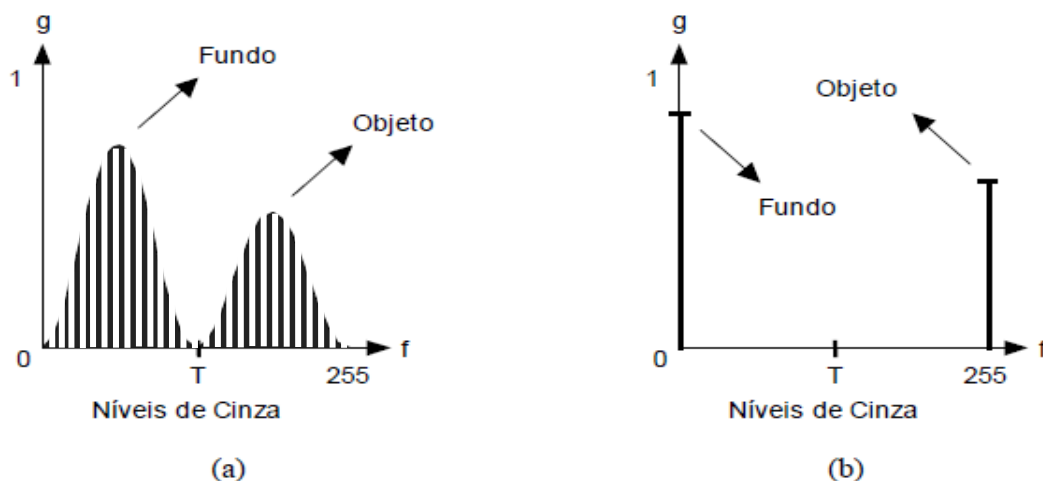 g
1
Fundo
Objeto
0
T
255
f
Níveis de Cinza
(a)
g
1
Objeto
Fundo
0
T
255
f
Níveis de Cinza
(b)